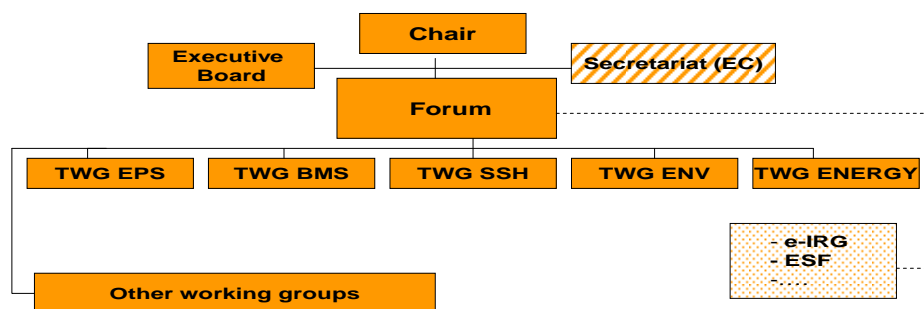 Chair
Executive
Board
Secretariat (EC)
Forum
TWG EPS
TWG BMS
TWG SSH
TWG ENV
TWG ENERGY
- e-IRG
- ESF
-....
Other working groups